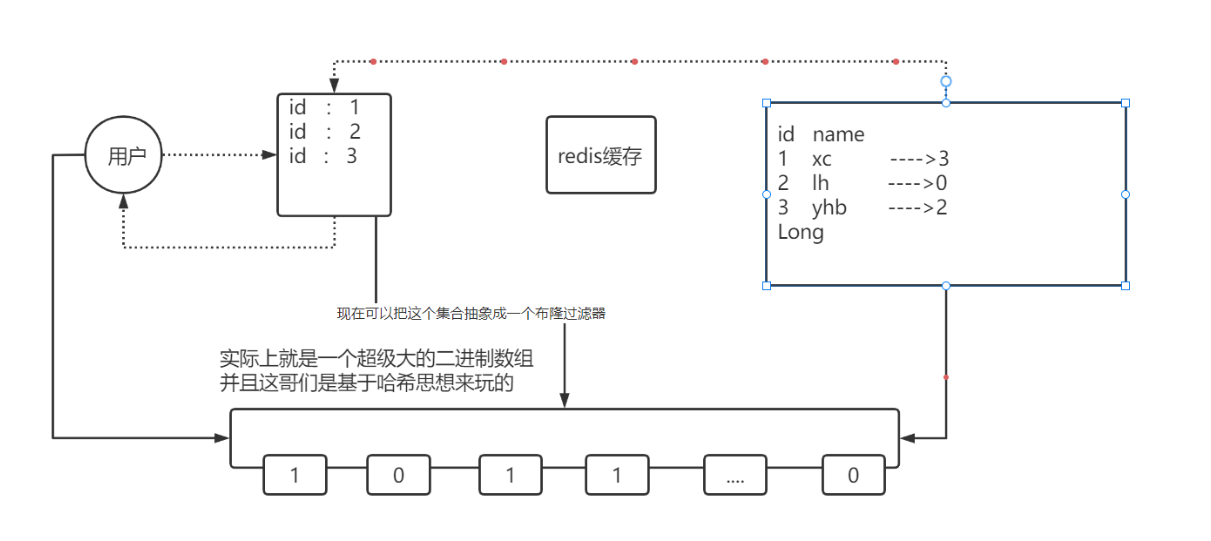 id : 1
id : 2
id : 3
用户
redis缓存
id name
1 xc ---->3
2 lh ---->0
3 yhb ---->2
Long
现在可以把这个集合抽象成一个布隆过滤器
实际上就是一个超级大的二进制数组
并且这哥们是基于哈希思想来玩的
1 0 1 1 .... 0